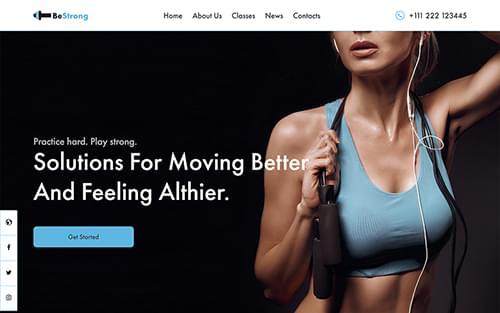 BeStrong
Home About Us Classes News Contacts
+111 222 123445
Practice hard. Play strong.
Solutions For Moving Better
And Feeling Althier.
Get Started